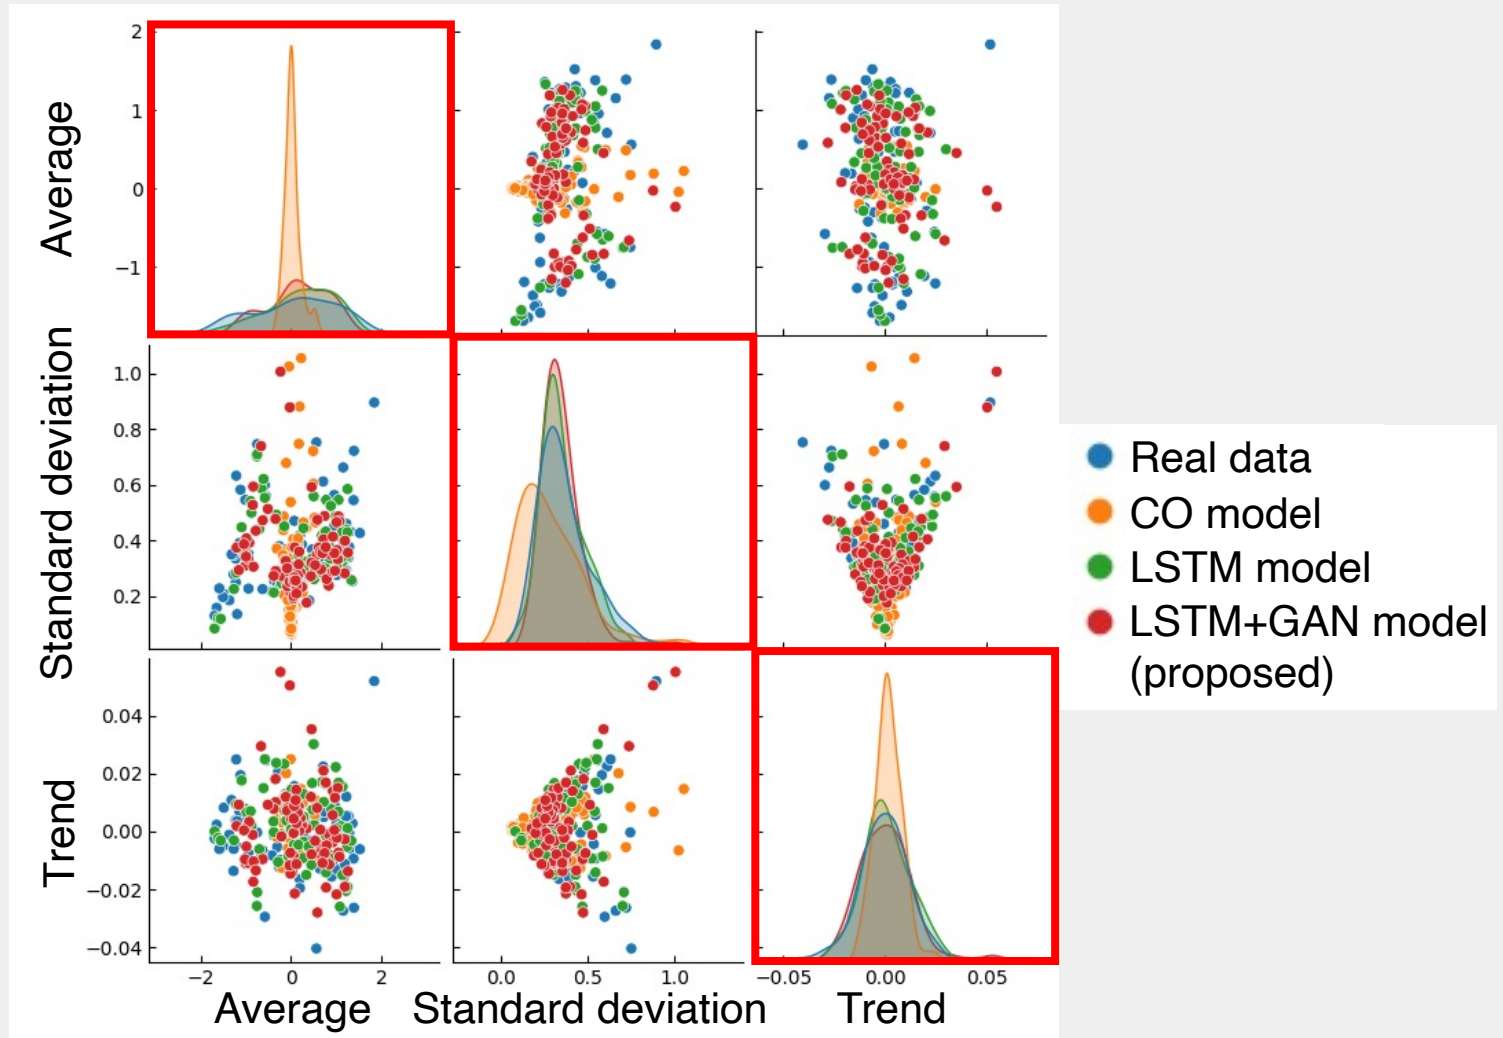 Average
2
1
0
−1
Standard deviation
1.0
0.8
0.6
0.4
0.2
Real data
CO model
LSTM model
LSTM+GAN model
(proposed)
Trend
0.04
0.02
0.00
−0.02
−0.04
−2 0 2 0.0 0.5 1.0 −0.05 0.00 0.05
Average Standard deviation Trend